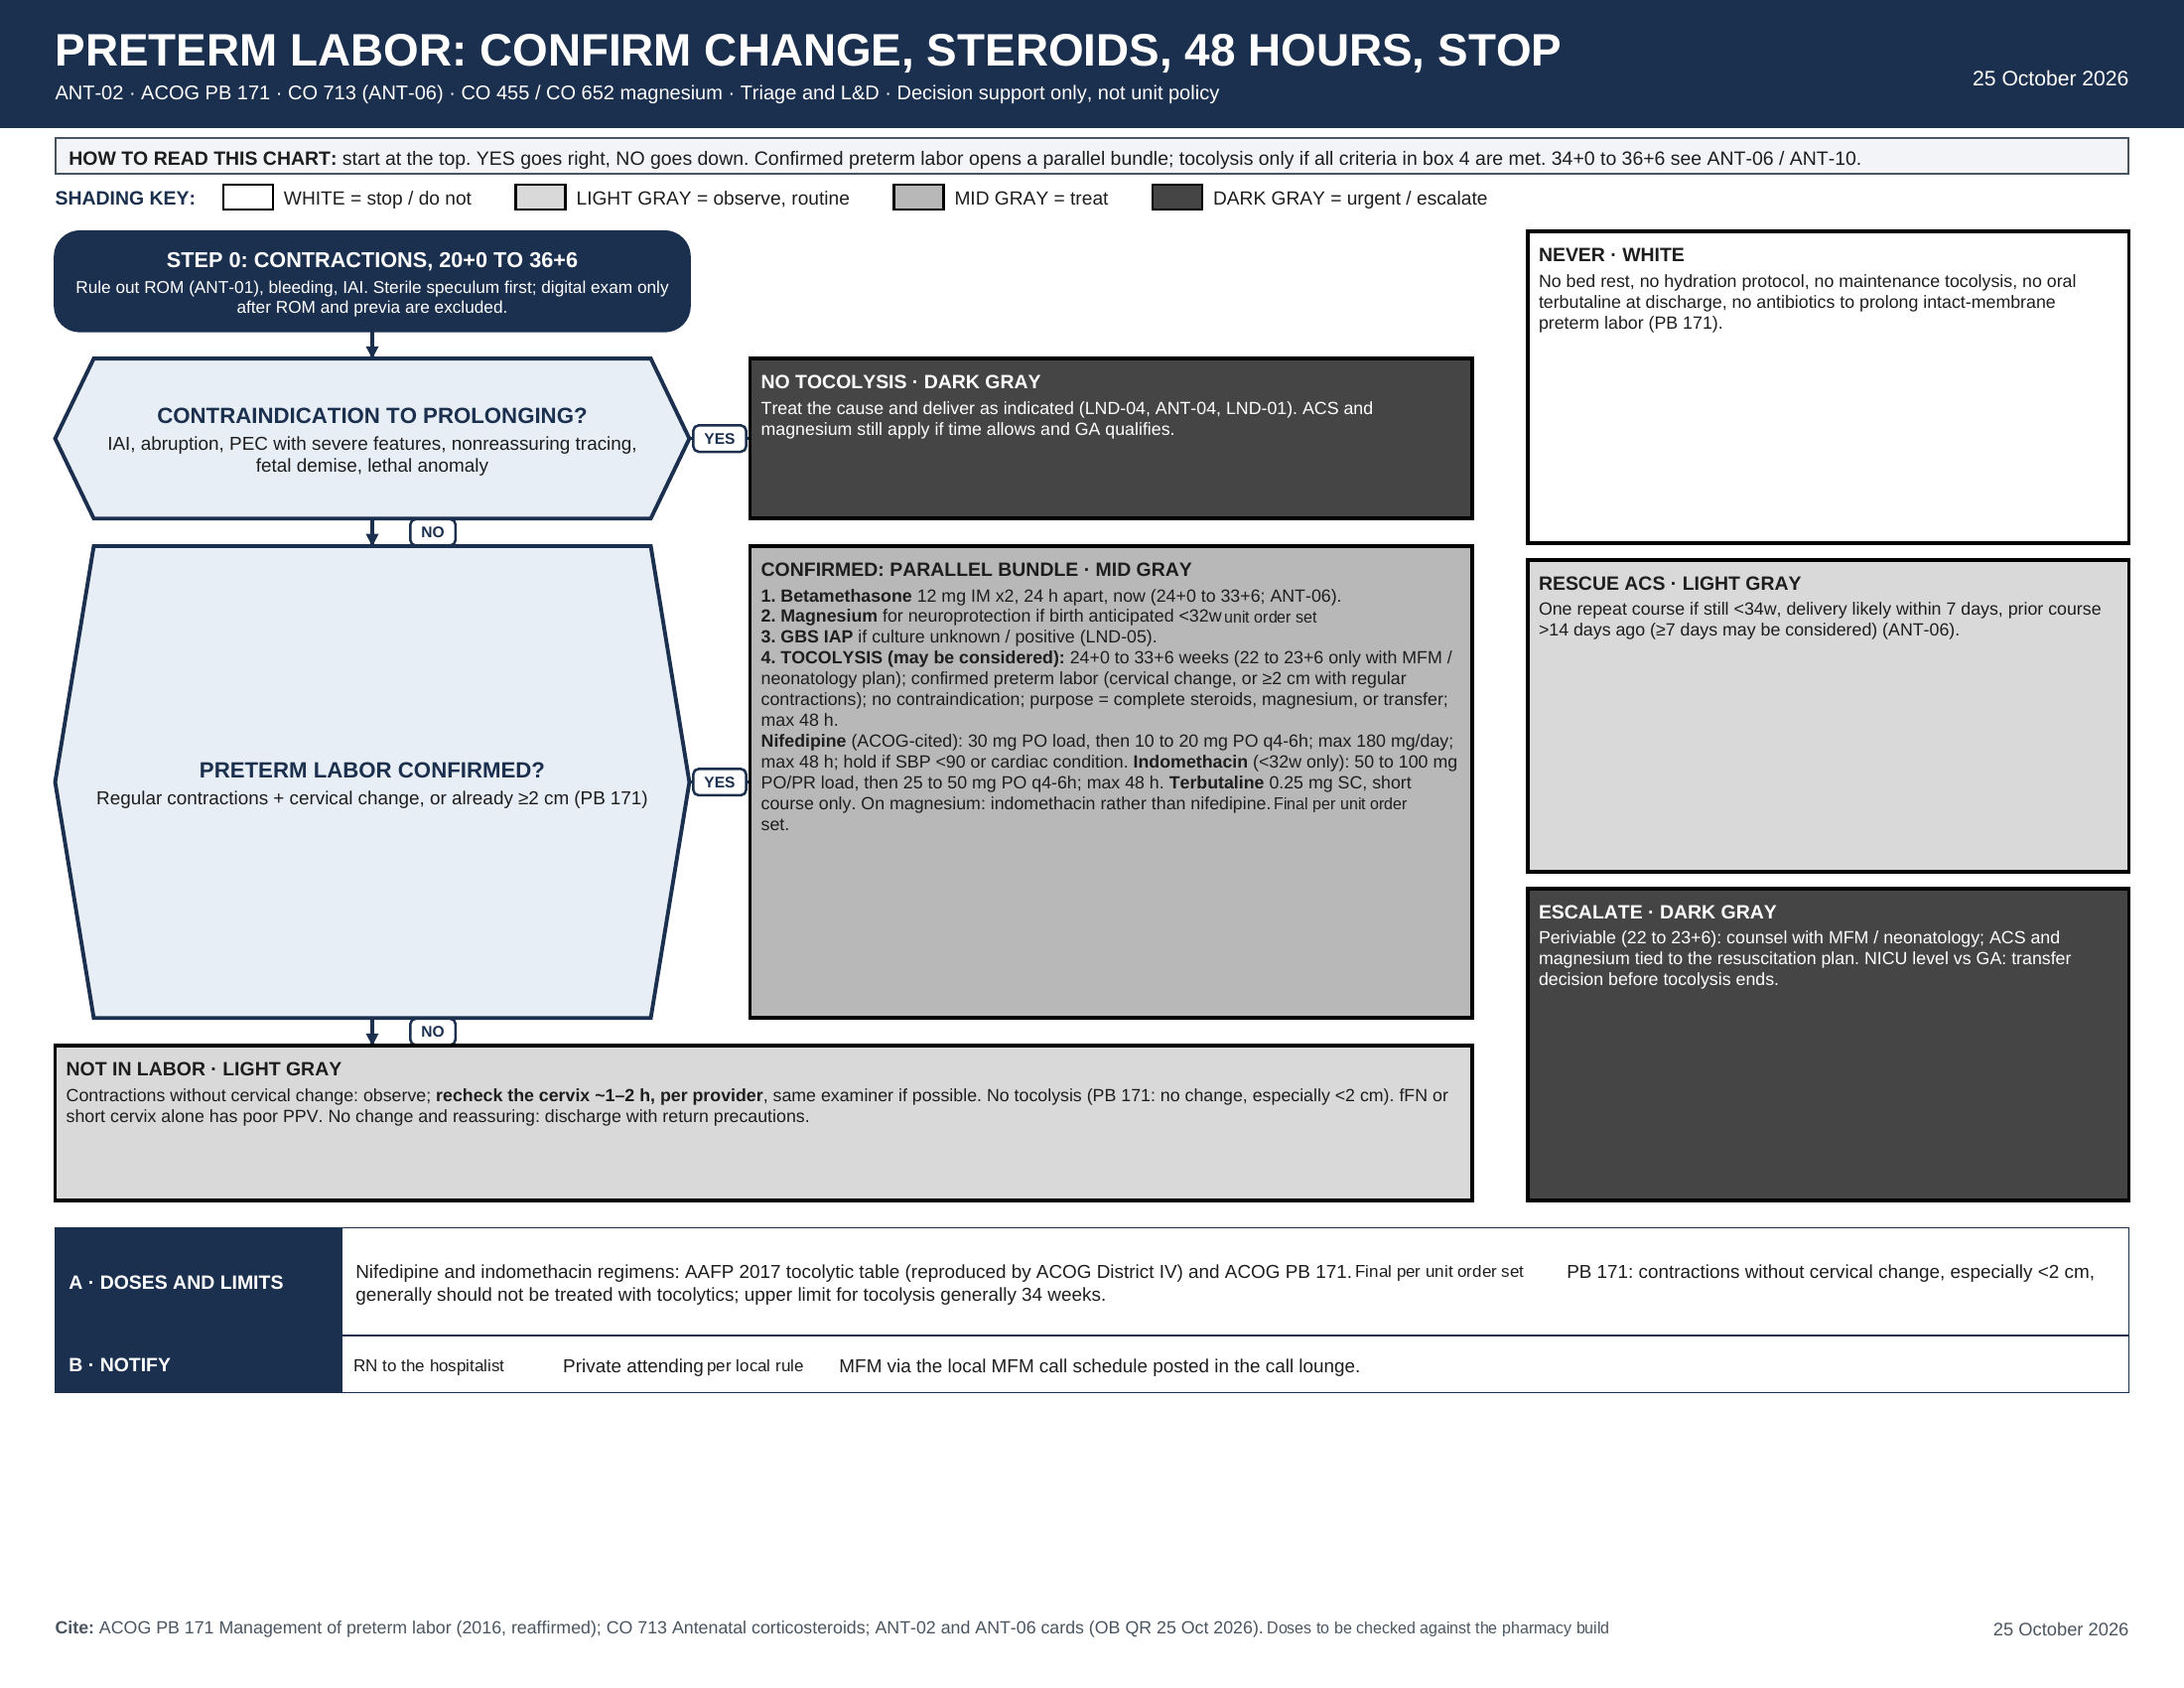 PRETERM LABOR: CONFIRM CHANGE, STEROIDS, 48 HOURS, STOP
ANT-02 · ACOG PB 171 · CO 713 (ANT-06) · CO 455 / CO 652 magnesium · Triage and L&D · Decision support only, not unit policy
25 October 2026
HOW TO READ THIS CHART: start at the top. YES goes right, NO goes down. Confirmed preterm labor opens a parallel bundle; tocolysis only if all criteria in box 4 are met. 34+0 to 36+6 see ANT-06 / ANT-10.
SHADING KEY: WHITE = stop / do not LIGHT GRAY = observe, routine MID GRAY = treat DARK GRAY = urgent / escalate
STEP 0: CONTRACTIONS, 20+0 TO 36+6
Rule out ROM (ANT-01), bleeding, IAI. Sterile speculum first; digital exam only
after ROM and previa are excluded.
CONTRAINDICATION TO PROLONGING?
IAI, abruption, PEC with severe features, nonreassuring tracing,
fetal demise, lethal anomaly
YES
NO TOCOLYSIS · DARK GRAY
Treat the cause and deliver as indicated (LND-04, ANT-04, LND-01). ACS and
magnesium still apply if time allows and GA qualifies.
NO
PRETERM LABOR CONFIRMED?
Regular contractions + cervical change, or already ≥2 cm (PB 171)
YES
CONFIRMED: PARALLEL BUNDLE · MID GRAY
1. Betamethasone 12 mg IM x2, 24 h apart, now (24+0 to 33+6; ANT-06).
2. Magnesium for neuroprotection if birth anticipated <32w unit order set
3. GBS IAP if culture unknown / positive (LND-05).
4. TOCOLYSIS (may be considered): 24+0 to 33+6 weeks (22 to 23+6 only with MFM /
neonatology plan); confirmed preterm labor (cervical change, or ≥2 cm with regular
contractions); no contraindication; purpose = complete steroids, magnesium, or transfer;
max 48 h.
Nifedipine (ACOG-cited): 30 mg PO load, then 10 to 20 mg PO q4-6h; max 180 mg/day;
max 48 h; hold if SBP <90 or cardiac condition. Indomethacin (<32w only): 50 to 100 mg
PO/PR load, then 25 to 50 mg PO q4-6h; max 48 h. Terbutaline 0.25 mg SC, short
course only. On magnesium: indomethacin rather than nifedipine. Final per unit order
set.
NO
NOT IN LABOR · LIGHT GRAY
Contractions without cervical change: observe; recheck the cervix ~1–2 h, per provider, same examiner if possible. No tocolysis (PB 171: no change, especially <2 cm). fFN or
short cervix alone has poor PPV. No change and reassuring: discharge with return precautions.
NEVER · WHITE
No bed rest, no hydration protocol, no maintenance tocolysis, no oral
terbutaline at discharge, no antibiotics to prolong intact-membrane
preterm labor (PB 171).
RESCUE ACS · LIGHT GRAY
One repeat course if still <34w, delivery likely within 7 days, prior course
>14 days ago (≥7 days may be considered) (ANT-06).
ESCALATE · DARK GRAY
Periviable (22 to 23+6): counsel with MFM / neonatology; ACS and
magnesium tied to the resuscitation plan. NICU level vs GA: transfer
decision before tocolysis ends.
A · DOSES AND LIMITS
Nifedipine and indomethacin regimens: AAFP 2017 tocolytic table (reproduced by ACOG District IV) and ACOG PB 171. Final per unit order set PB 171: contractions without cervical change, especially <2 cm,
generally should not be treated with tocolytics; upper limit for tocolysis generally 34 weeks.
B · NOTIFY
RN to the hospitalist Private attending per local rule MFM via the local MFM call schedule posted in the call lounge.
Cite: ACOG PB 171 Management of preterm labor (2016, reaffirmed); CO 713 Antenatal corticosteroids; ANT-02 and ANT-06 cards (OB QR 25 Oct 2026). Doses to be checked against the pharmacy build
25 October 2026